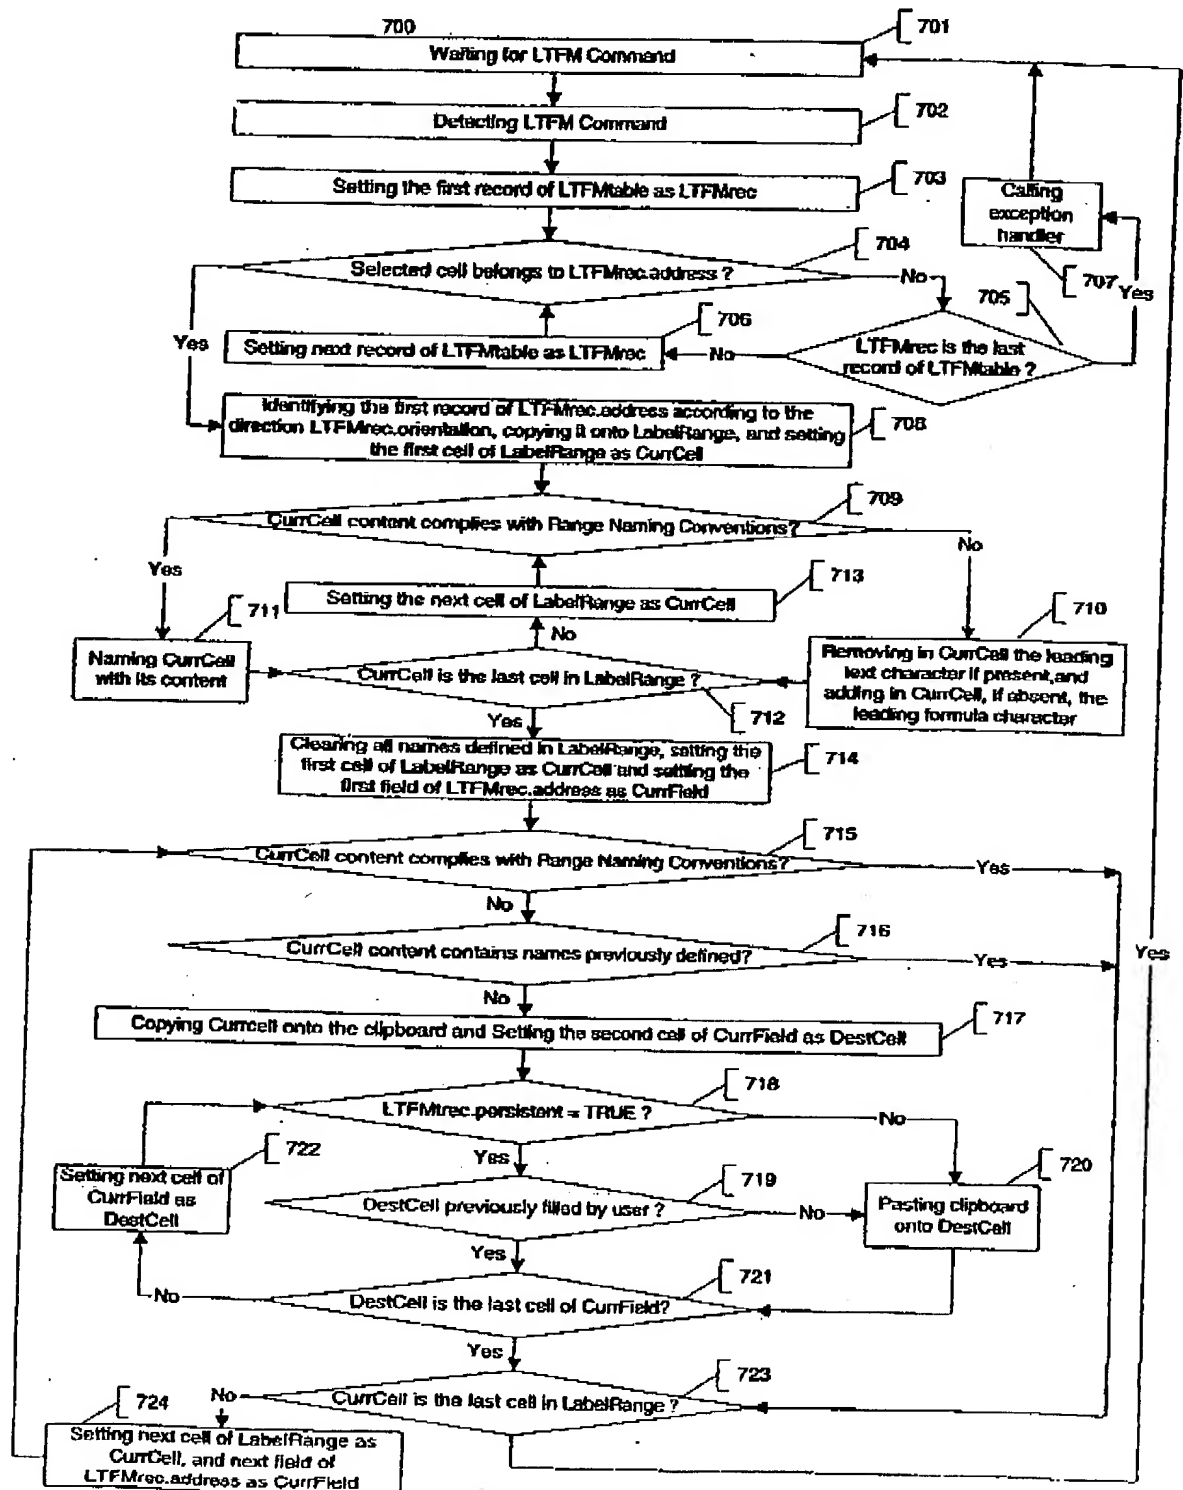 700
701
Waiting for LTFM Command
702
Detecting LTFM Command
703
Setting the first record of LTFMtable as LTFMrec
Calling
exception
handler
704
Selected cell belongs to LTFMrec.address ?
No
707
Yes
705
706
Yes
Setting next record of LTFMtable as LTFMrec
No
LTFMrec is the last
record of LTFMtable ?
Identifying the first record of LTFMrec.address according to the
direction LTFMrec.orientation, copying it onto LabelRange, and setting
the first cell of LabelRange as CurrCell
708
709
CurrCell content complies with Range Naming Conventions?
No
Yes
713
Setting the next cell of LabelRange as CurrCell
711
710
No
Naming CurrCell
with its content
CurrCell is the last cell in LabelRange ?
Removing in CurrCell the leading
text character if present,and
adding in CurrCell, if absent, the
leading formula character
712
Yes
Clearing all names defined in LabelRange, setting the
first cell of LabelRange as CurrCell and setting the
first field of LTFMrec.address as CurrField
714
715
CurrCell content complies with Range Naming Conventions?
Yes
No
716
CurrCell content contains names previously defined?
Yes
Yes
No
717
Copying Currcell onto the clipboard and Setting the second cell of CurrField as DestCell
718
LTFMtrec.persistent = TRUE ?
No
722
Yes
719
720
Setting next cell of
CurrField as
DestCell
DestCell previously filled by user ?
No
Pasting clipboard
onto DestCell
Yes
721
No
DestCell is the last cell of CurrField?
Yes
723
724
No
CurrCell is the last cell in LabelRange ?
Setting next cell of LabelRange as
CurrCell, and next field of
LTFMrec.address as CurrField